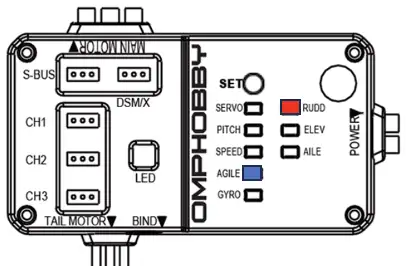 MAIN MOTOR
S-BUS
DSM/X
CH1
CH2
CH3
LED
TAIL MOTOR
BIND
OMPHOBBY
SET
SERVO
RUDD
PITCH
ELEV
SPEED
AILE
AGILE
GYRO
POWER